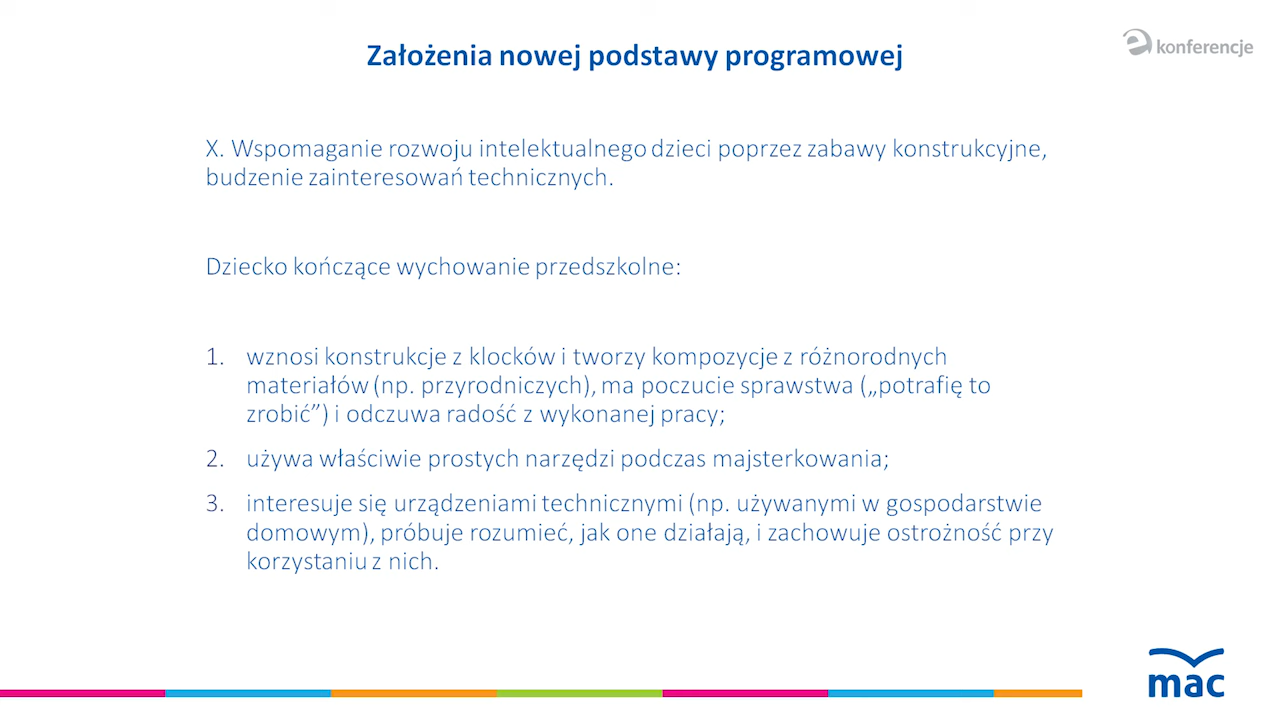 Założenia nowej podstawy programowej
e konferencje
X. Wspomaganie rozwoju intelektualnego dzieci poprzez zabawy konstrukcyjne,
budzenie zainteresowań technicznych.
Dziecko kończące wychowanie przedszkolne:
1. wznosi konstrukcje z klocków i tworzy kompozycje z różnorodnych
materiałów (np. przyrodniczych), ma poczucie sprawstwa („potrafię to
zrobić”) i odczuwa radość z wykonanej pracy;
2. używa właściwie prostych narzędzi podczas majsterkowania;
3. interesuje się urządzeniami technicznymi (np. używanymi w gospodarstwie
domowym), próbuje rozumieć, jak one działają, i zachowuje ostrożność przy
korzystaniu z nich.
mac